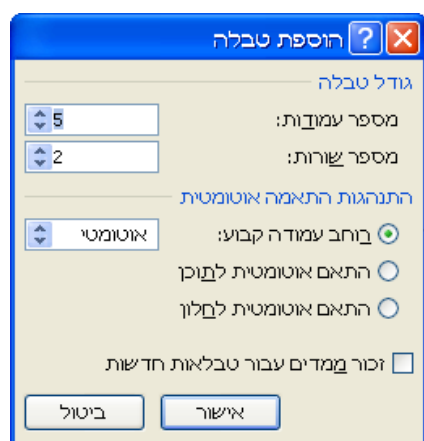 הוספת טבלה ?
גודל טבלה
מספר עמודות: 5
מספר שורות: 2
התנהגות התאמה אוטומטית
רוחב עמודה קבוע: אוטומטי
התאם אוטומטית לתוכן
התאם אוטומטית לחלון
זכור ממדים עבור טבלאות חדשות
אישור ביטול